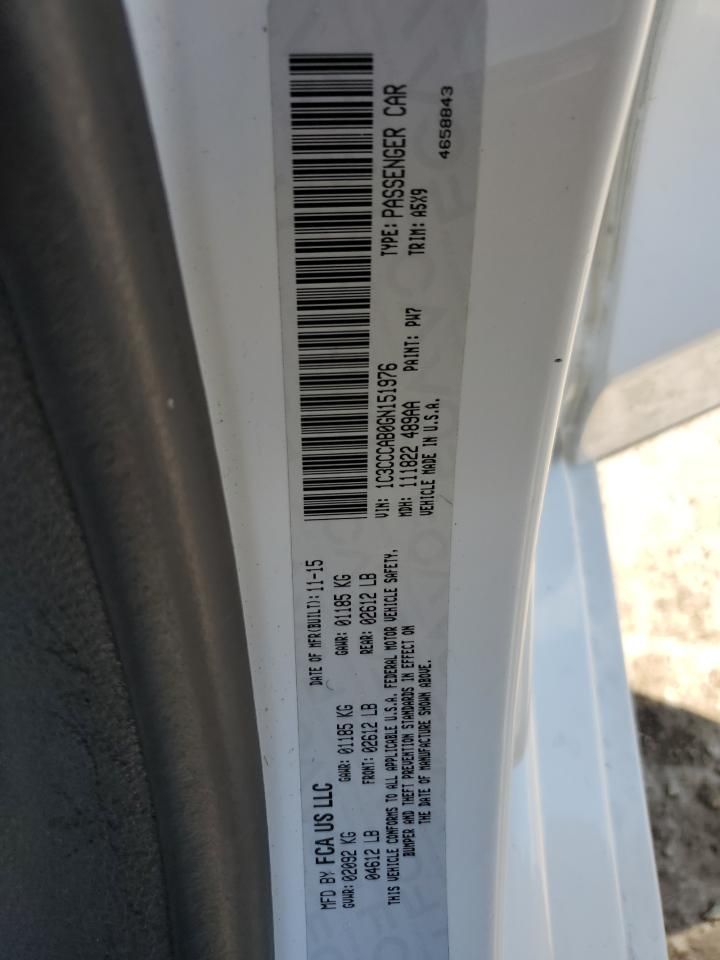 MFD BY FCA US LLC
DATE OF MFR(BUILT): 11-15
GVWR: 02092 KG GAWR: 01185 KG GAWR: 01185 KG
04612 LB FRONT: 02612 LB REAR: 02612 LB
THIS VEHICLE CONFORMS TO ALL APPLICABLE U.S.A. FEDERAL MOTOR VEHICLE SAFETY,
BUMPER AND THEFT PREVENTION STANDARDS IN EFFECT ON
THE DATE OF MANUFACTURE SHOWN ABOVE.
VIN: 1C3CCCAB0GN151976 TYPE: PASSENGER CAR
MDH: 111822 489AA PAINT: PW7 TRIM: A5X9
VEHICLE MADE IN U.S.A. 4658843